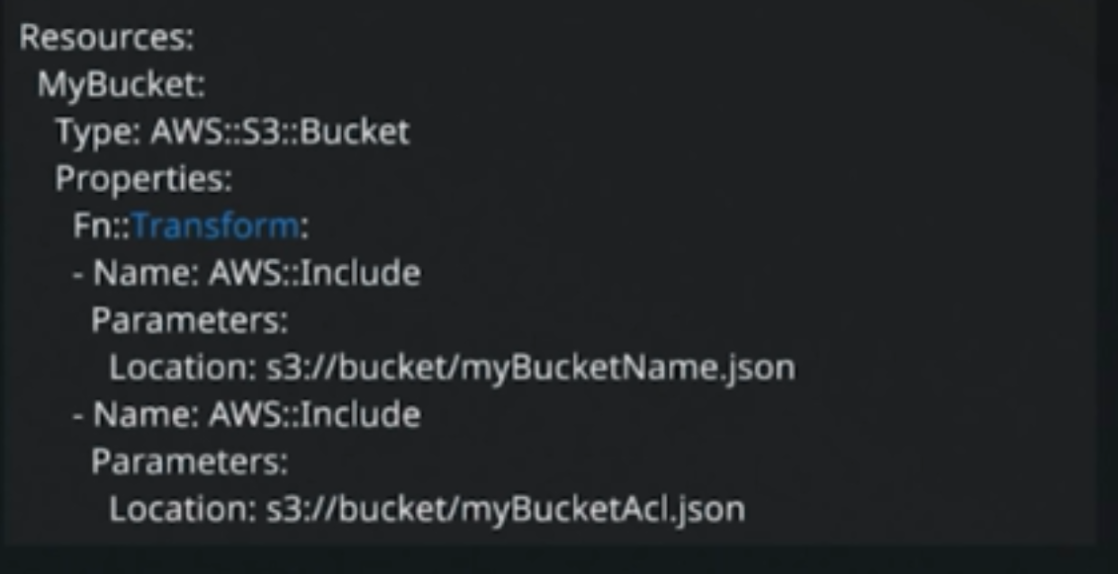 Resources:
MyBucket:
Type: AWS::S3::Bucket
Properties:
Fn::Transform:
- Name: AWS::Include
Parameters:
Location: s3://bucket/myBucketName.json
- Name: AWS::Include
Parameters:
Location: s3://bucket/myBucketAcl.json